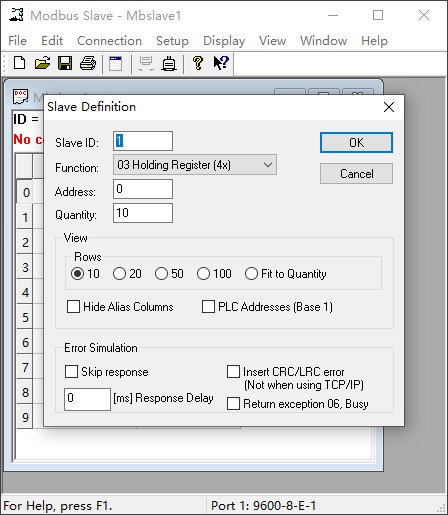 Modbus Slave - Mbslave1
File Edit Connection Setup Display View Window Help
ID =
No co
Slave Definition
Slave ID: 1
OK
Function: 03 Holding Register (4x)
Cancel
Address: 0
Quantity: 10
View
Rows
10 20 50 100 Fit to Quantity
Hide Alias Columns PLC Addresses (Base 1)
Error Simulation
Skip response Insert CRC/LRC error
(Not when using TCP/IP)
0 [ms] Response Delay
Return exception 06, Busy
0
1
2
3
4
5
6
7
8
9
For Help, press F1. Port 1: 9600-8-E-1